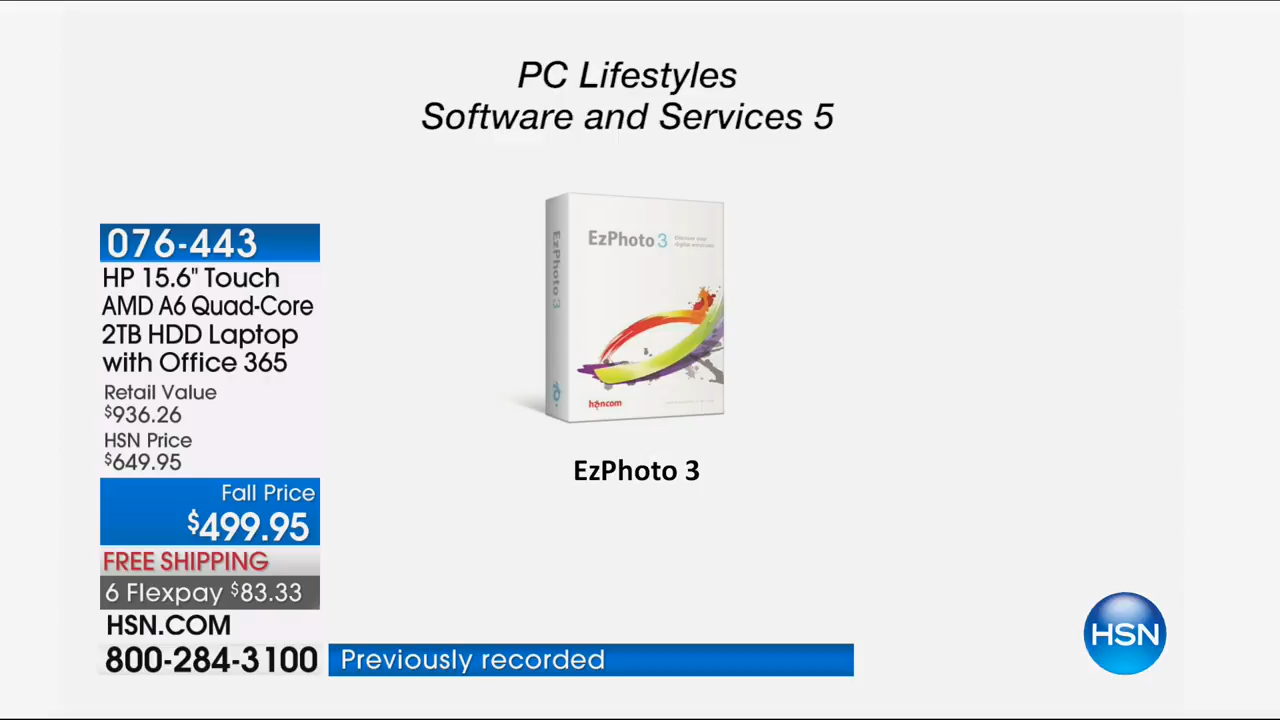 PC Lifestyles
Software and Services 5
EzPhoto 3
EzPhoto 3
hancom
EzPhoto 3
076-443
HP 15.6" Touch
AMD A6 Quad-Core
2TB HDD Laptop
with Office 365
Retail Value
$936.26
HSN Price
$649.95
Fall Price
$499.95
FREE SHIPPING
6 Flexpay $83.33
HSN.COM
800-284-3100
Previously recorded
HSN